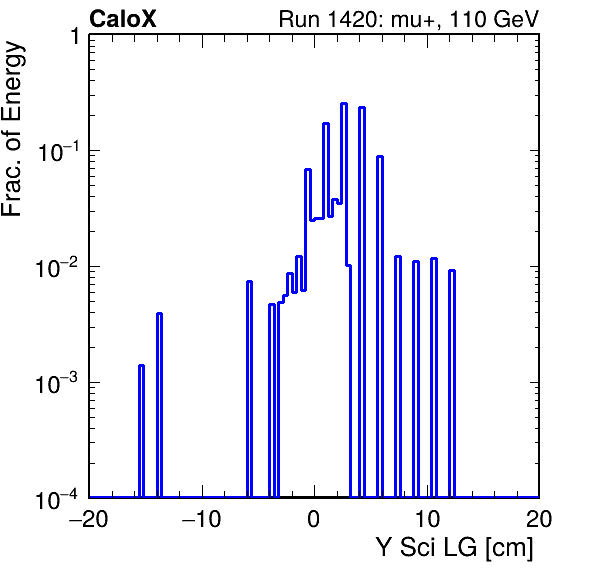 CaloX Run 1420: mu+, 110 GeV
Frac. of Energy
1
10⁻¹
10⁻²
10⁻³
10⁻⁴
−20 −10 0 10 20
Y Sci LG [cm]